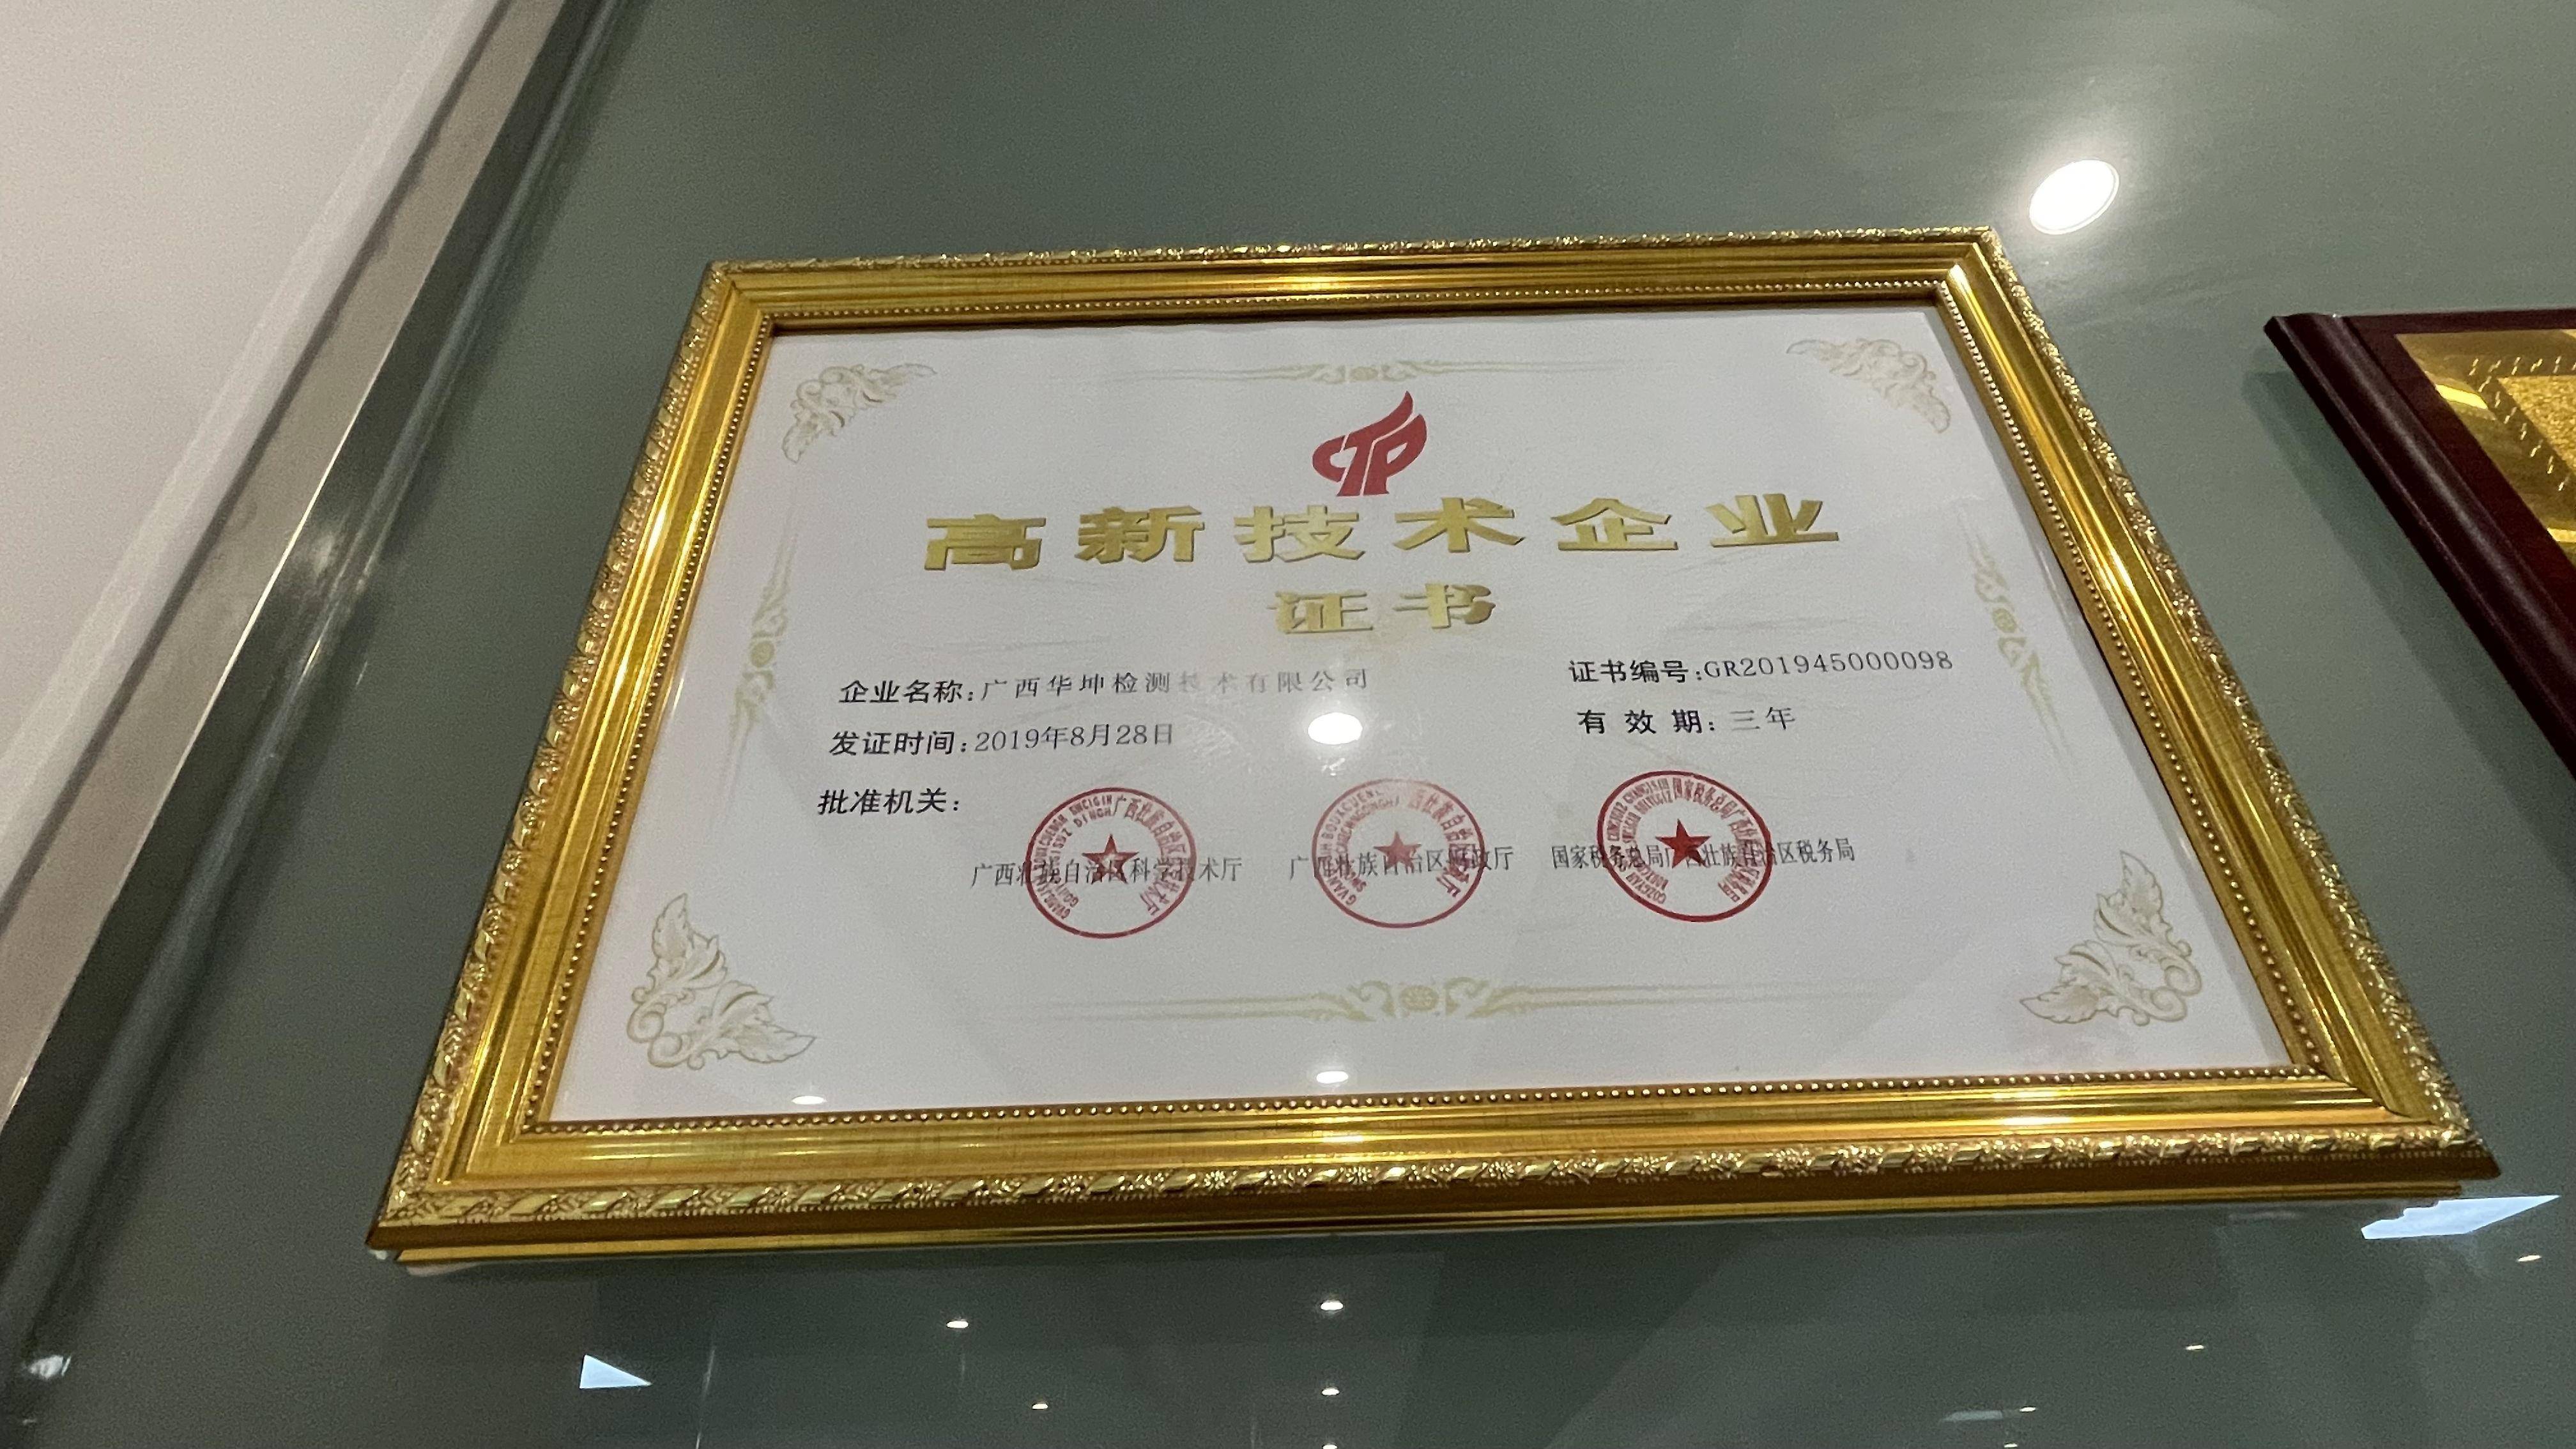 高新技术企业
证书
企业名称:广西华坤检测技术有限公司
证书编号:GR201945000098
发证时间:2019年8月28日
有效期:三年
批准机关:
广西壮族自治区科学技术厅
广西壮族自治区财政厅
国家税务总局广西壮族自治区税务局